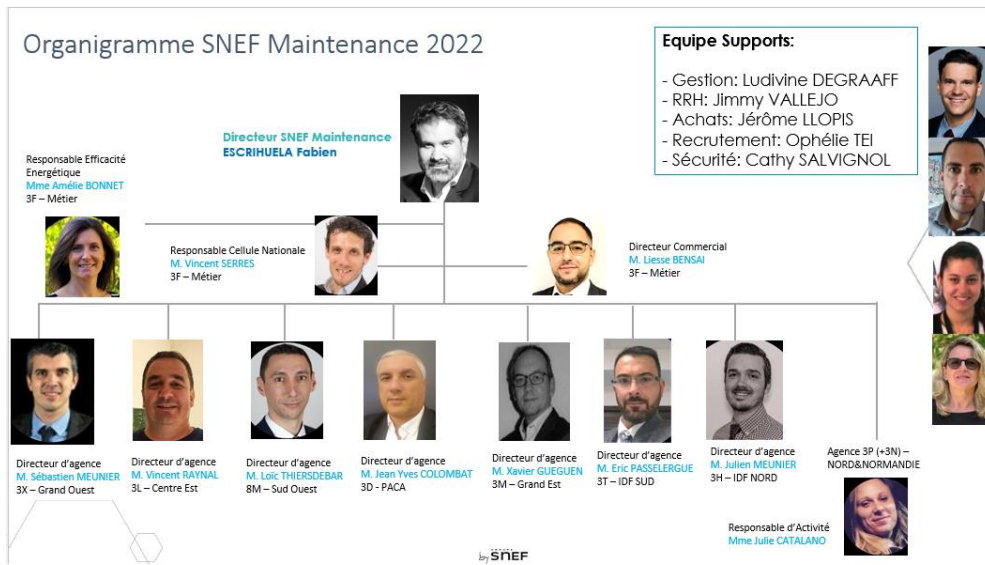 Organigramme SNEF Maintenance 2022
Equipe Supports:
- Gestion: Ludivine DEGRAAFF
- RRH: Jimmy VALLEJO
- Achats: Jérôme LLOPIS
- Recrutement: Ophélie TEI
- Sécurité: Cathy SALVIGNOL
Directeur SNEF Maintenance
ESCRIHUELA Fabien
Responsable Efficacité
Energétique
Mme Amélie BONNET
3F – Métier
Responsable Cellule Nationale
M. Vincent SERRES
3F – Métier
Directeur Commercial
M. Liesse BENSAI
3F – Métier
Directeur d'agence
M. Sébastien MEUNIER
3X – Grand Ouest
Directeur d'agence
M. Vincent RAYNAL
3L – Centre Est
Directeur d'agence
M. Loïc THIERSDEBAR
8M – Sud Ouest
Directeur d'agence
M. Jean Yves COLOMBAT
3D - PACA
Directeur d'agence
M. Xavier GUEGUEN
3M – Grand Est
Directeur d'agence
M. Eric PASSELERGUE
3T – IDF SUD
Directeur d'agence
M. Julien MEUNIER
3H – IDF NORD
Agence 3P (+3N) –
NORD&NORMANDIE
Responsable d'Activité
Mme Julie CATALANO
by SNEF